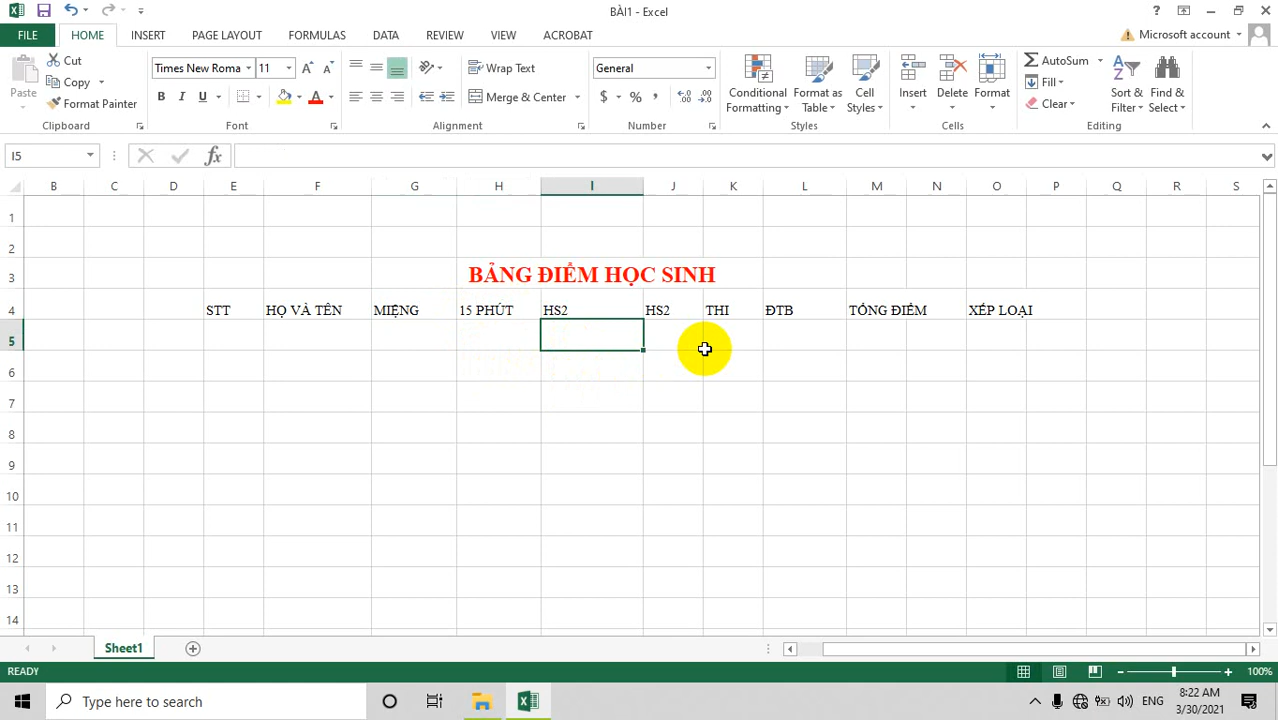 BÀI1 - Excel
?
FILE HOME INSERT PAGE LAYOUT FORMULAS DATA REVIEW VIEW ACROBAT Microsoft account
Paste Cut Copy Format Painter
Times New Roma 11
B I U A
Wrap Text
Merge & Center
General
$ % ,
Conditional Formatting Format as Table Cell Styles
Insert Delete Format
AutoSum Fill Clear
Sort & Filter Find & Select
Clipboard Font Alignment Number Styles Cells Editing
I5 fx
B C D E F G H I J K L M N O P Q R S
1
2
3 BẢNG ĐIỂM HỌC SINH
4 STT HỌ VÀ TÊN MIỆNG 15 PHÚT HS2 HS2 THI ĐTB TỔNG ĐIỂM XẾP LOẠI
5
6
7
8
9
10
11
12
13
14
Sheet1
READY 100%
Type here to search ENG 8:22 AM
3/30/2021